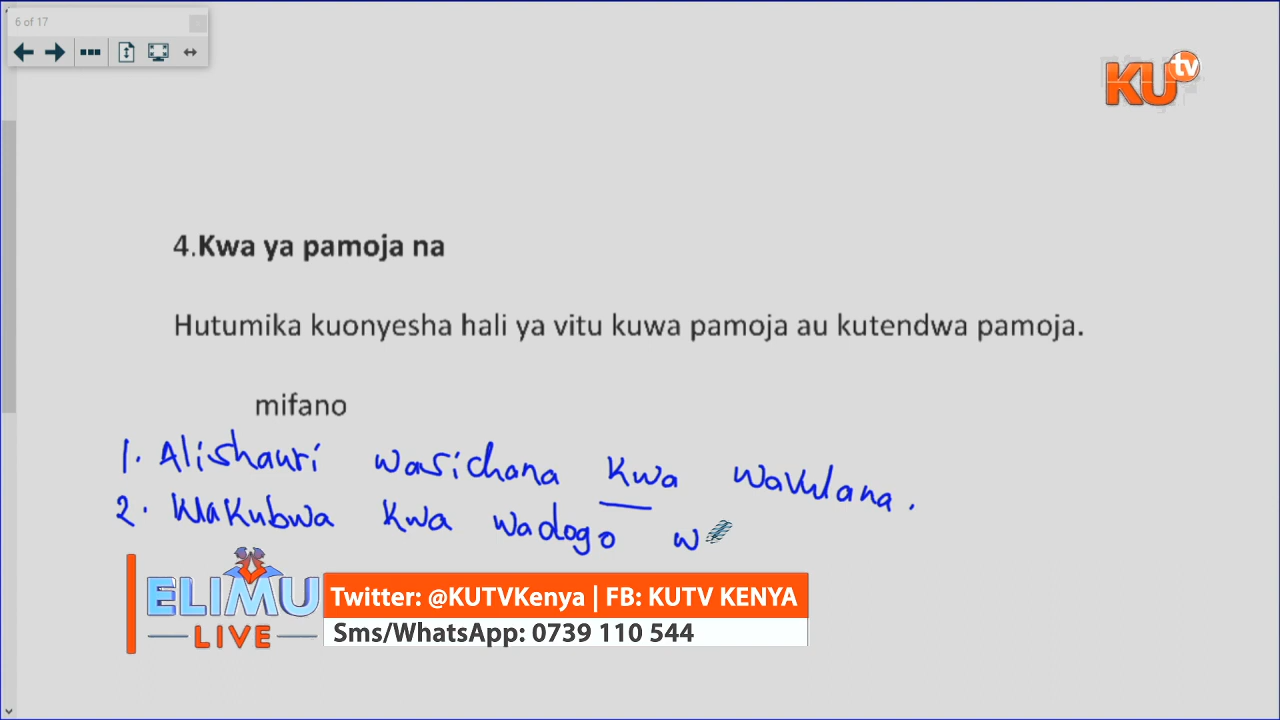 6 of 17
KU tv
4.Kwa ya pamoja na
Hutumika kuonyesha hali ya vitu kuwa pamoja au kutendwa pamoja.
mifano
1. Alishauri wasichana kwa wavulana.
2. Wakubwa kwa wadogo w
ELIMU
LIVE
Twitter: @KUTVKenya | FB: KUTV KENYA
Sms/WhatsApp: 0739 110 544